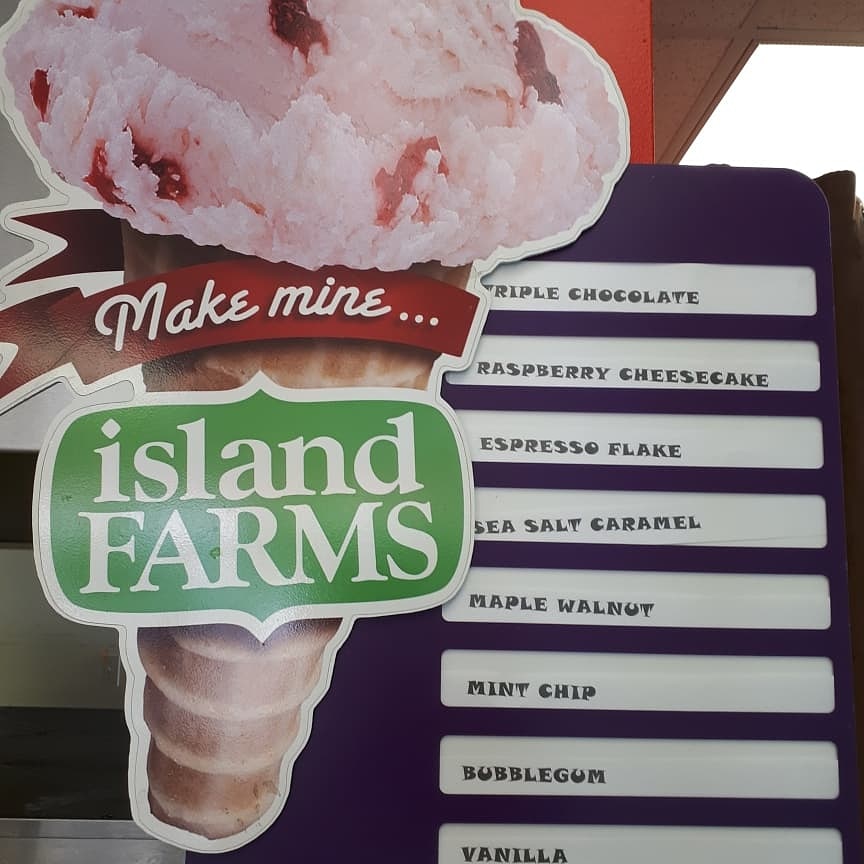 Make mine...
island
FARMS
TRIPLE CHOCOLATE
RASPBERRY CHEESECAKE
ESPRESSO FLAKE
SEA SALT CARAMEL
MAPLE WALNUT
MINT CHIP
BUBBLEGUM
VANILLA